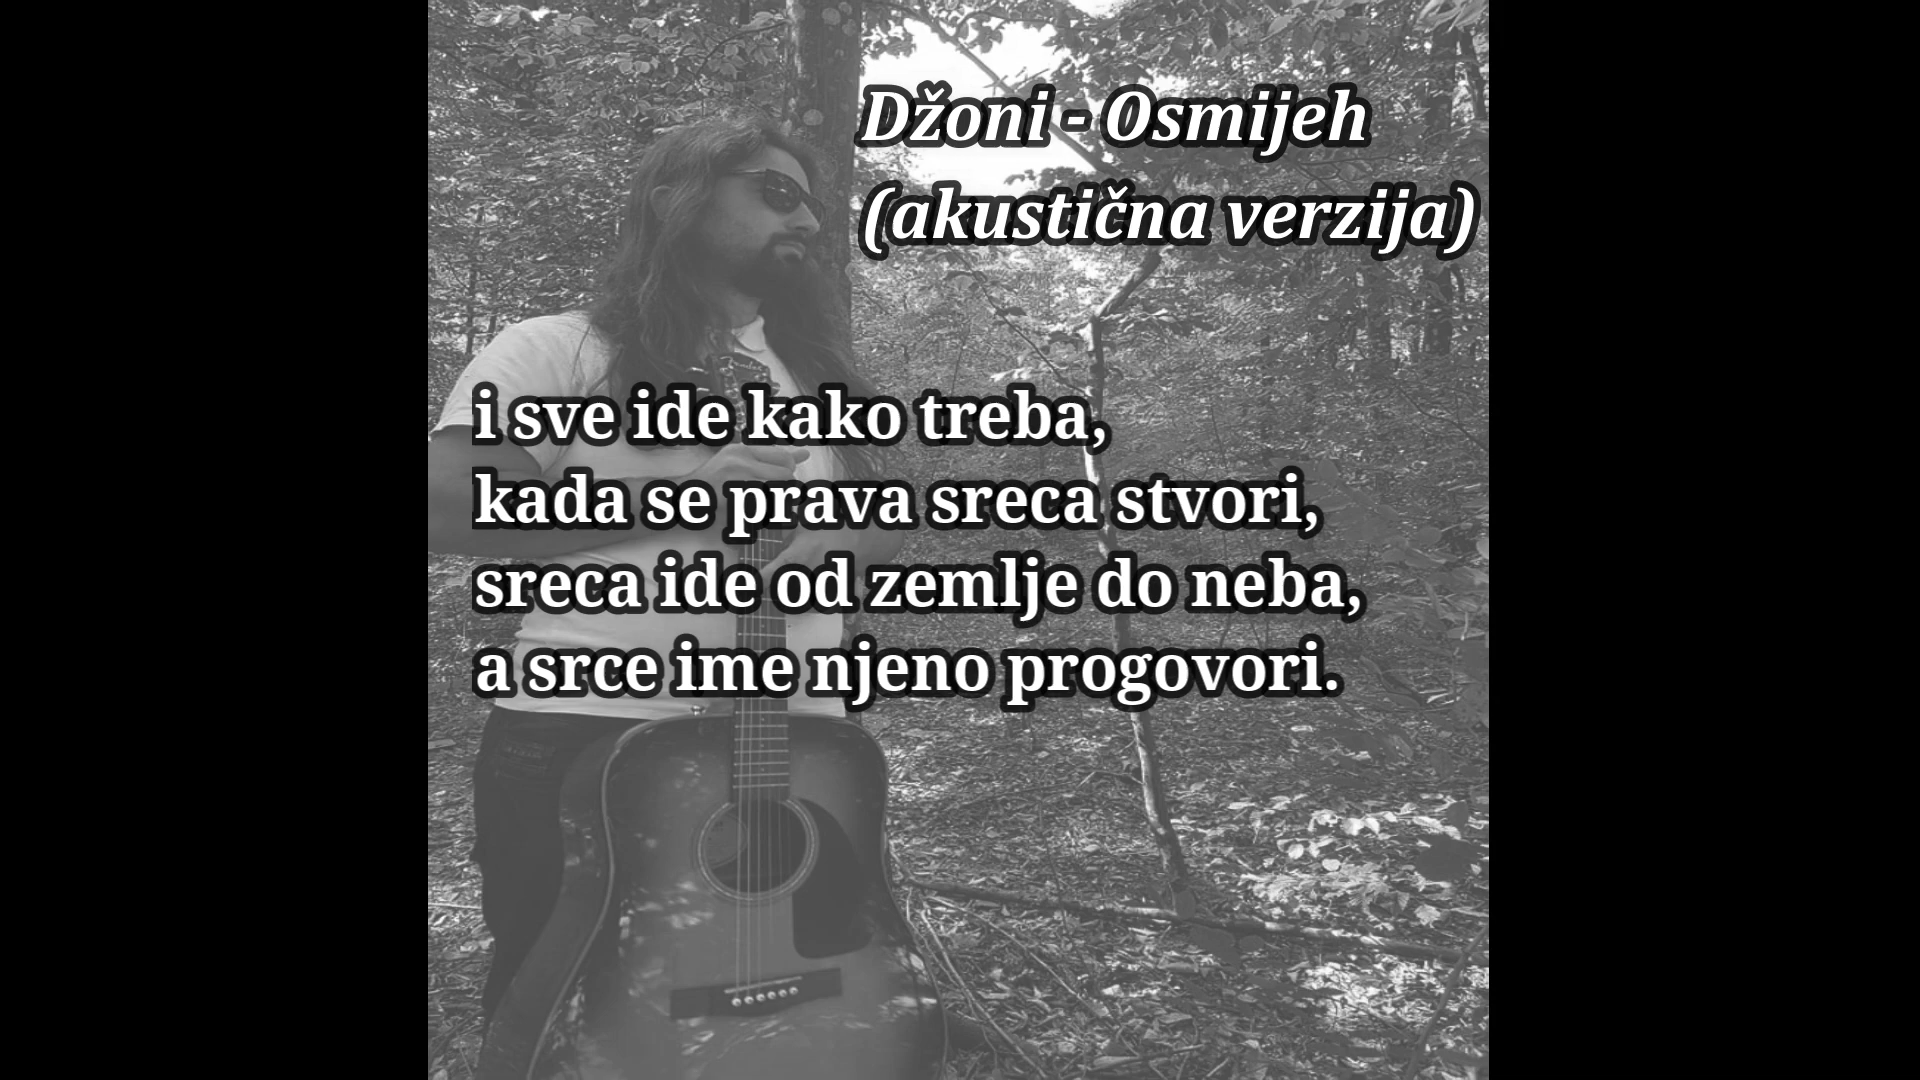 Džoni - Osmijeh
(akustična verzija)
i sve ide kako treba,
kada se prava sreca stvori,
sreca ide od zemlje do neba,
a srce ime njeno progovori.